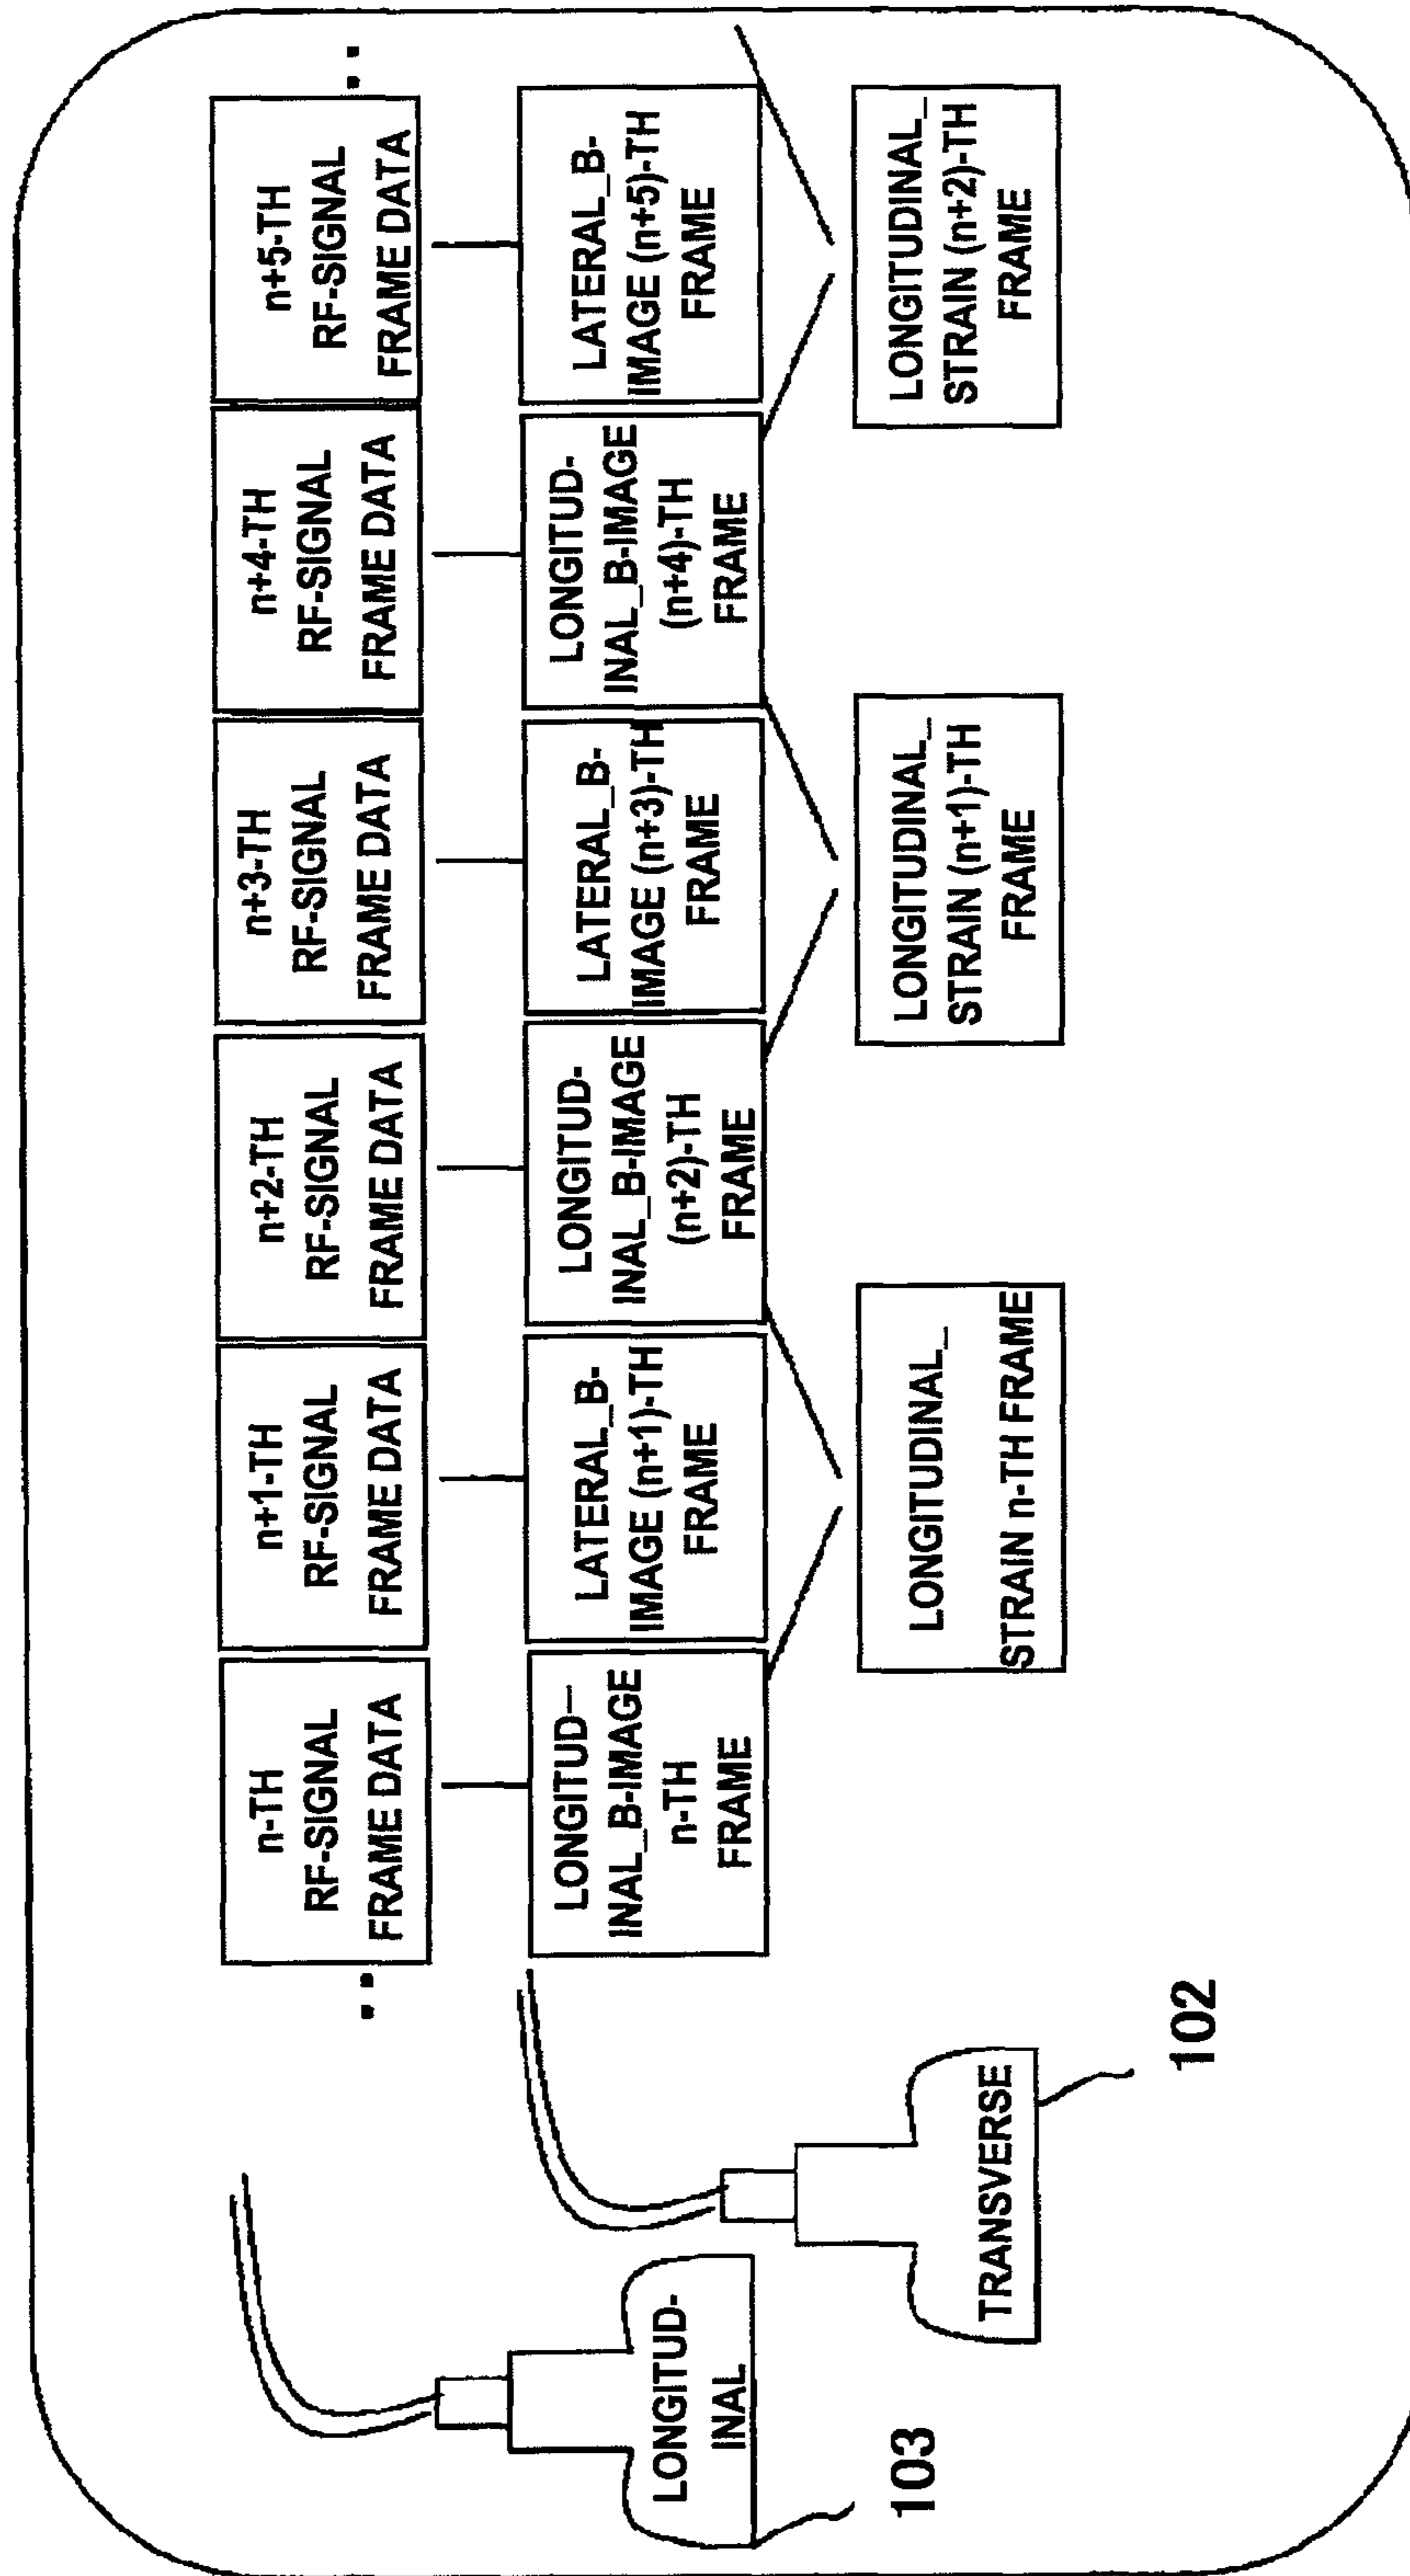 n-TH
RF-SIGNAL
FRAME DATA
n+1-TH
RF-SIGNAL
FRAME DATA
n+2-TH
RF-SIGNAL
FRAME DATA
n+3-TH
RF-SIGNAL
FRAME DATA
n+4-TH
RF-SIGNAL
FRAME DATA
n+5-TH
RF-SIGNAL
FRAME DATA
LONGITUD-
INAL_B-IMAGE
n-TH
FRAME
LATERAL_B-
IMAGE (n+1)-TH
FRAME
LONGITUD-
INAL_B-IMAGE
(n+2)-TH
FRAME
LATERAL_B-
IMAGE (n+3)-TH
FRAME
LONGITUD-
INAL_B-IMAGE
(n+4)-TH
FRAME
LATERAL_B-
IMAGE (n+5)-TH
FRAME
LONGITUDINAL_
STRAIN n-TH FRAME
LONGITUDINAL_
STRAIN (n+1)-TH
FRAME
LONGITUDINAL_
STRAIN (n+2)-TH
FRAME
LONGITUD-
INAL
103
TRANSVERSE
102